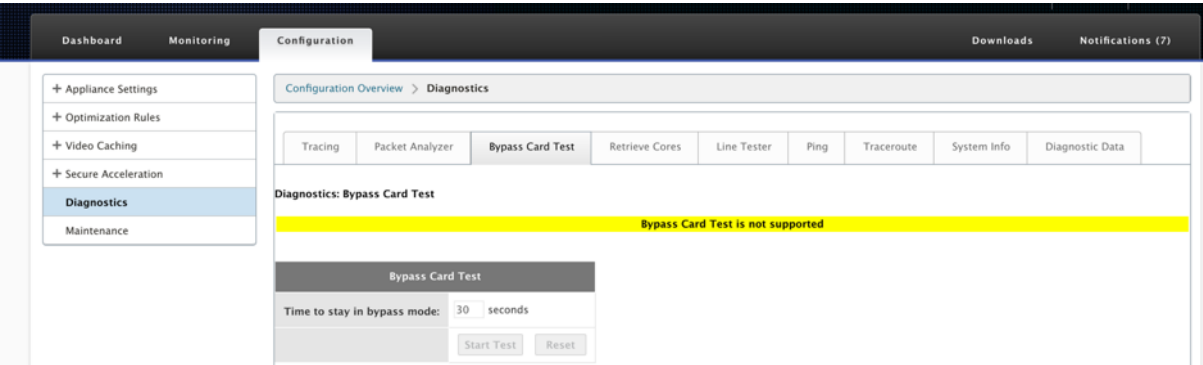 Dashboard Monitoring Configuration Downloads Notifications (7)
+ Appliance Settings
+ Optimization Rules
+ Video Caching
+ Secure Acceleration
Diagnostics
Maintenance
Configuration Overview > Diagnostics
Tracing Packet Analyzer Bypass Card Test Retrieve Cores Line Tester Ping Traceroute System Info Diagnostic Data
Diagnostics: Bypass Card Test
Bypass Card Test is not supported
Bypass Card Test
Time to stay in bypass mode: 30 seconds
Start Test Reset